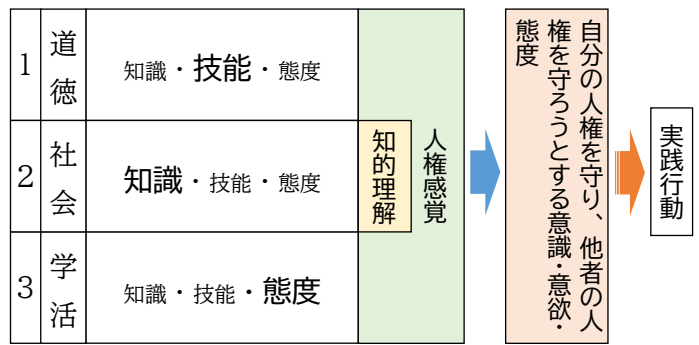 1
道徳
知識・技能・態度
2
社会
知識・技能・態度
3
学活
知識・技能・態度
知的理解
人権感覚
自分の人権を守り、他者の人
権を守ろうとする意識・意欲・
態度
実践行動